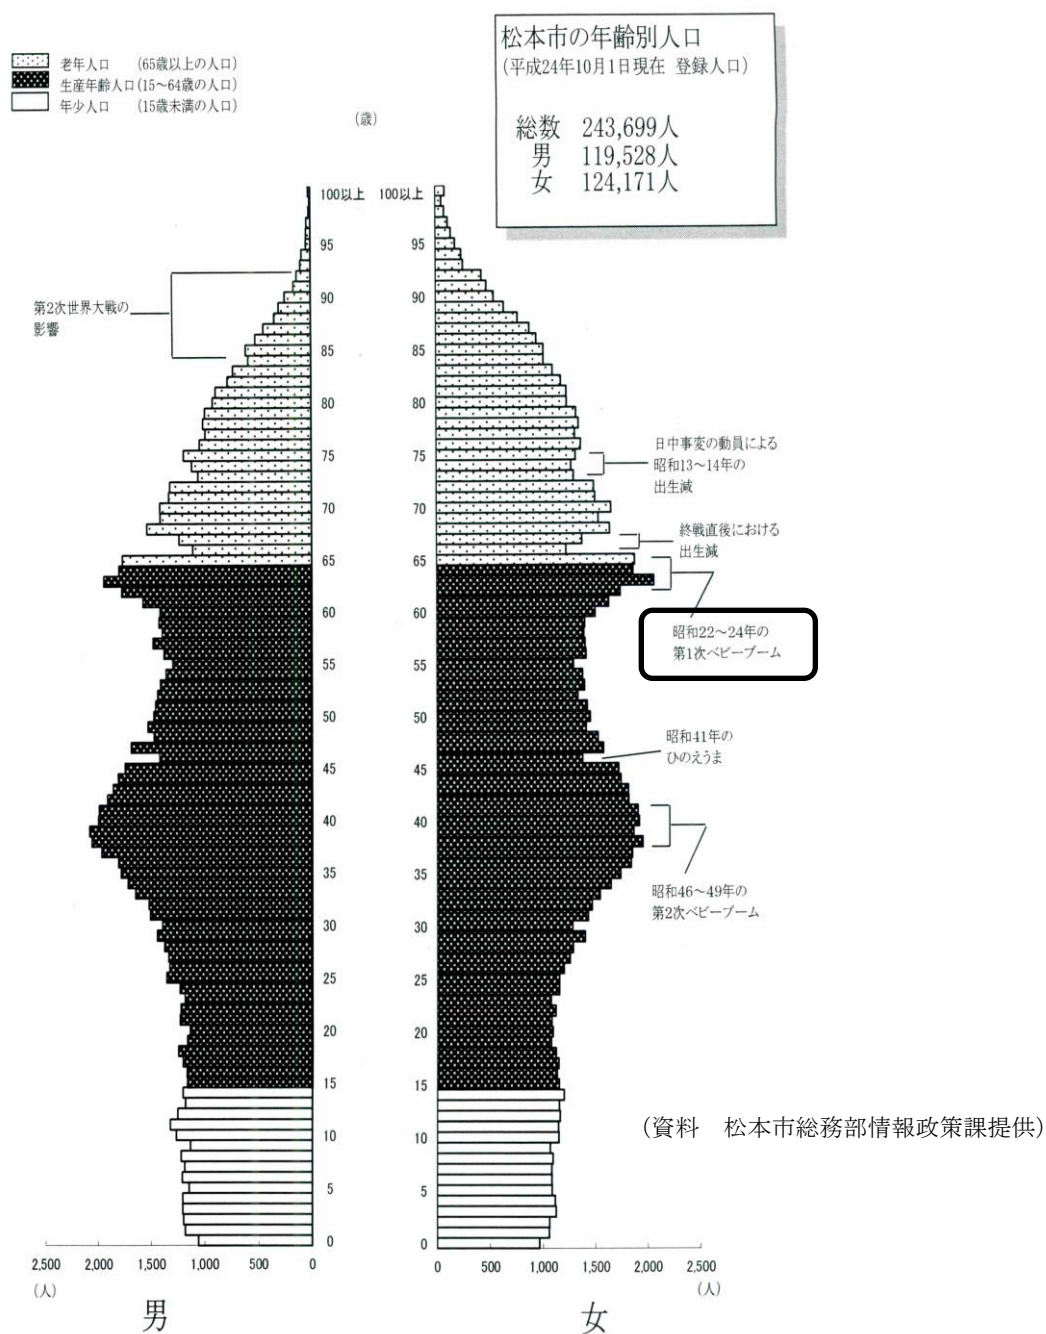 松本市の年齢別人口
(平成24年10月1日現在 登録人口)
総数 243,699人
男 119,528人
女 124,171人
老年人口 (65歳以上の人口)
生産年齢人口(15～64歳の人口)
年少人口 (15歳未満の人口)
(歳)
100以上 100以上
95 95
90 90
85 85
80 80
75 75
70 70
65 65
60 60
55 55
50 50
45 45
40 40
35 35
30 30
25 25
20 20
15 15
10 10
5 5
0 0
第2次世界大戦の
影響
日中事変の動員による
昭和13～14年の
出生減
終戦直後における
出生減
昭和22～24年の
第1次ベビーブーム
昭和41年の
ひのえうま
昭和46～49年の
第2次ベビーブーム
(資料 松本市総務部情報政策課提供)
2,500 2,000 1,500 1,000 500 0 0 500 1,000 1,500 2,000 2,500
(人) (人)
男 女